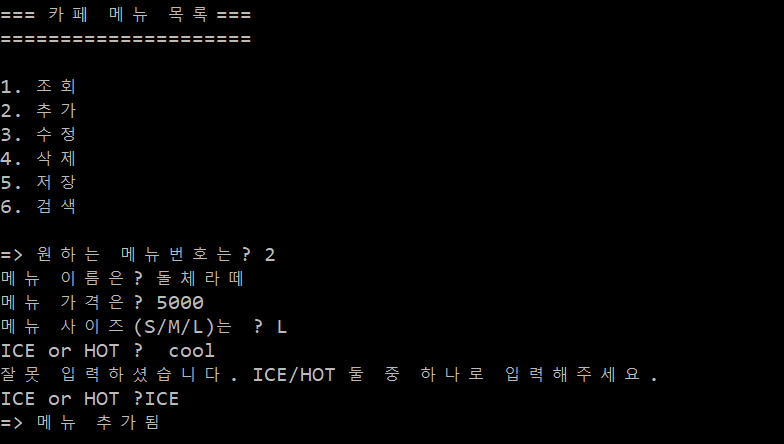 === 카페 메뉴 목록 ===
=====================
1. 조회
2. 추가
3. 수정
4. 삭제
5. 저장
6. 검색
=> 원하는 메뉴번호는? 2
메뉴 이름은? 돌체라떼
메뉴 가격은? 5000
메뉴 사이즈(S/M/L)는 ? L
ICE or HOT ?  cool
잘못 입력하셨습니다. ICE/HOT 둘 중 하나로 입력해주세요.
ICE or HOT ?ICE
=> 메뉴 추가됨